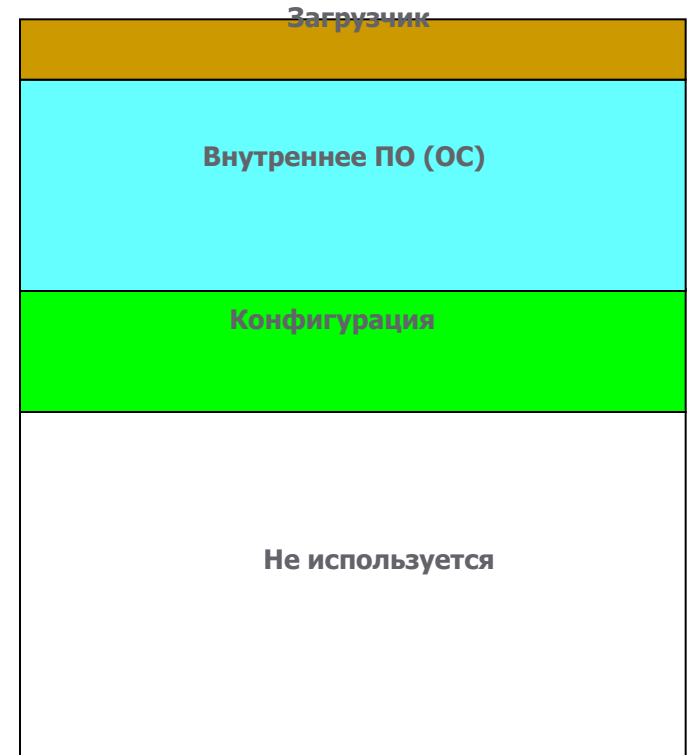 Загрузчик
Внутреннее ПО (ОС)
Конфигурация
Не используется